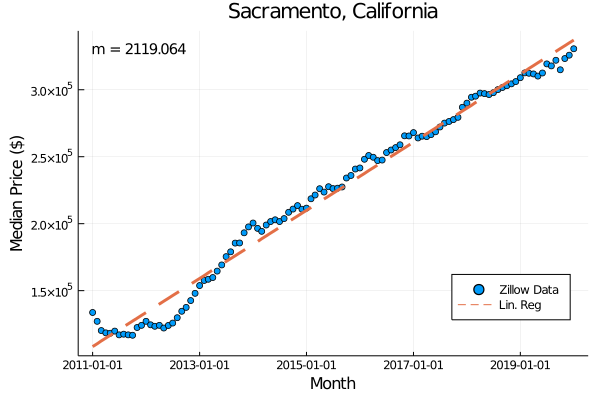 Sacramento, California
m = 2119.064
Median Price ($)
3.0×10⁵
2.5×10⁵
2.0×10⁵
1.5×10⁵
Zillow Data
Lin. Reg
2011-01-01 2013-01-01 2015-01-01 2017-01-01 2019-01-01
Month